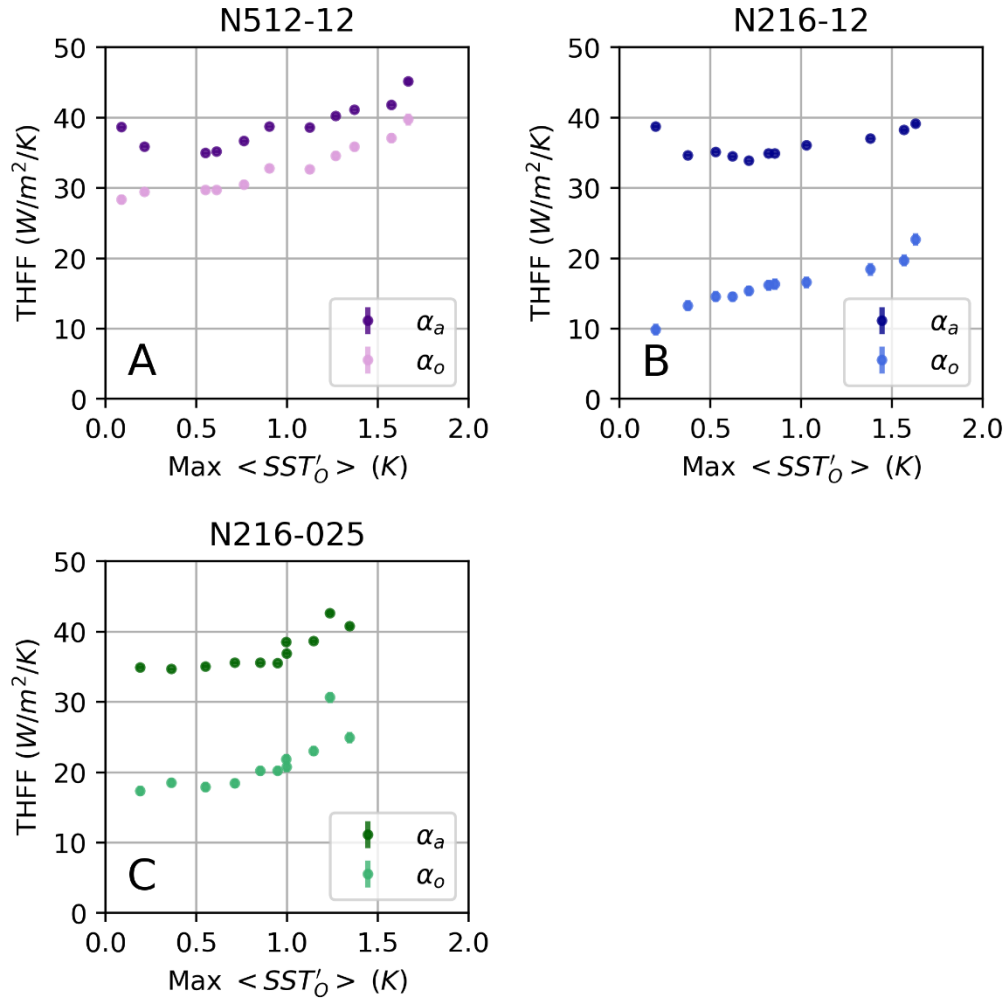 N512-12
50
40
30
20
10
0
THFF (W/m²/K)
α_a
α_o
A
0.0 0.5 1.0 1.5 2.0
Max <SST'_O> (K)
N216-12
50
40
30
20
10
0
THFF (W/m²/K)
α_a
α_o
B
0.0 0.5 1.0 1.5 2.0
Max <SST'_O> (K)
N216-025
50
40
30
20
10
0
THFF (W/m²/K)
α_a
α_o
C
0.0 0.5 1.0 1.5 2.0
Max <SST'_O> (K)